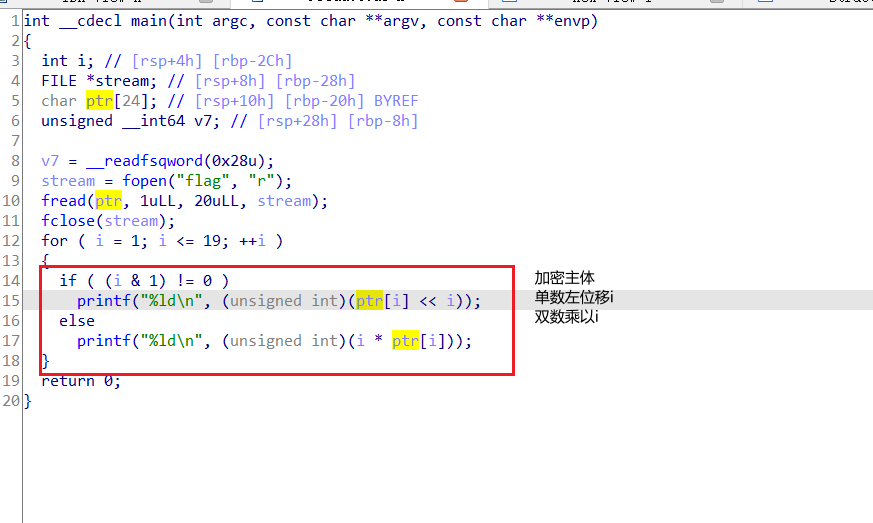 1 int __cdecl main(int argc, const char **argv, const char **envp)
2 {
3 int i; // [rsp+4h] [rbp-2Ch]
4 FILE *stream; // [rsp+8h] [rbp-28h]
5 char ptr[24]; // [rsp+10h] [rbp-20h] BYREF
6 unsigned __int64 v7; // [rsp+28h] [rbp-8h]
7
8 v7 = __readfsqword(0x28u);
9 stream = fopen("flag", "r");
10 fread(ptr, 1uLL, 20uLL, stream);
11 fclose(stream);
12 for ( i = 1; i <= 19; ++i )
13 {
14 if ( (i & 1) != 0 )
15 printf("%ld\n", (unsigned int)(ptr[i] << i));
16 else
17 printf("%ld\n", (unsigned int)(i * ptr[i]));
18 }
19 return 0;
20 }
加密主体
单数左位移i
双数乘以i